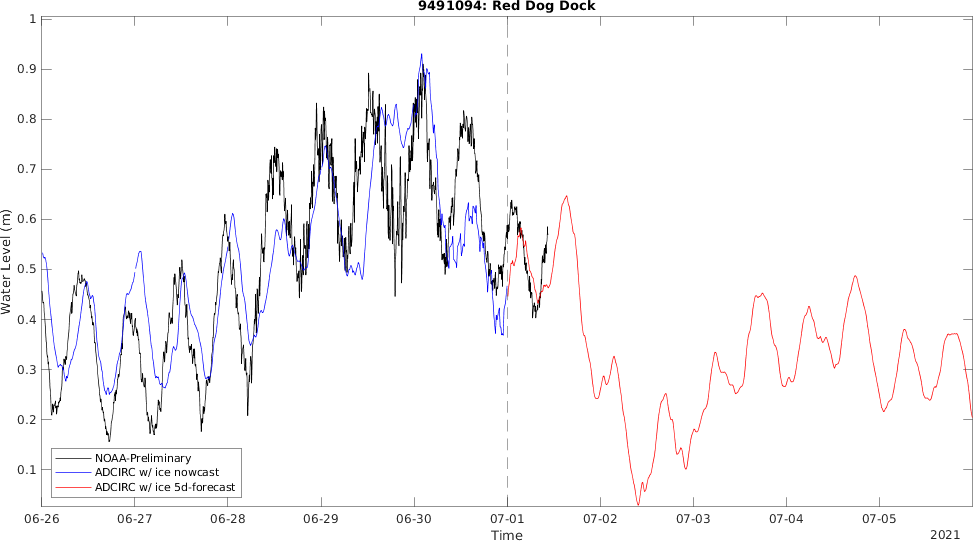 9491094: Red Dog Dock
1
0.9
0.8
0.7
0.6
0.5
0.4
0.3
0.2
0.1
Water Level (m)
NOAA-Preliminary
ADCIRC w/ ice nowcast
ADCIRC w/ ice 5d-forecast
06-26 06-27 06-28 06-29 06-30 07-01 07-02 07-03 07-04 07-05
Time
2021